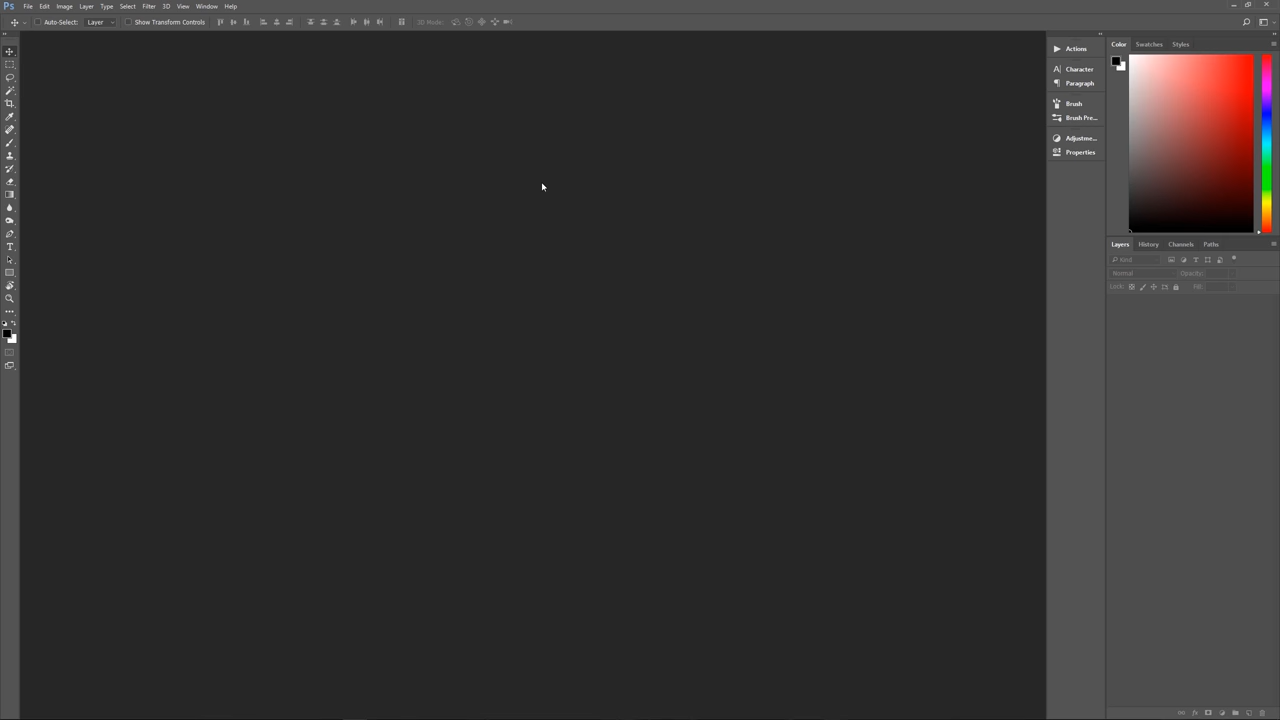 Ps File Edit Image Layer Type Select Filter 3D View Window Help
Auto-Select: Layer Show Transform Controls 3D Mode:
Actions
Character
Paragraph
Brush
Brush Pre...
Adjustme...
Properties
Color Swatches Styles
Layers History Channels Paths
Kind
Normal Opacity:
Lock: Fill: